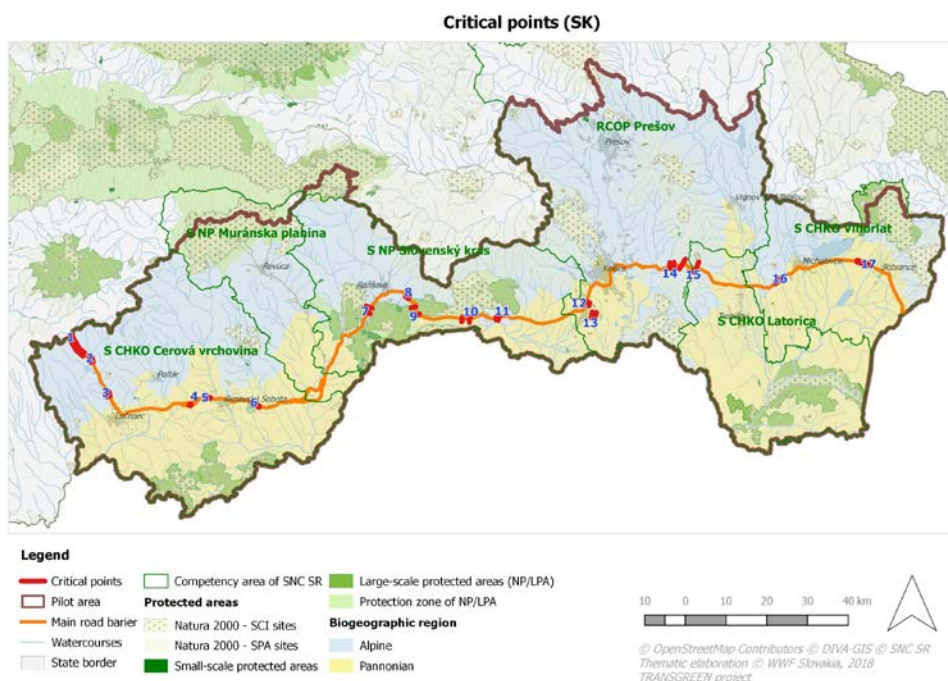 Critical points (SK)
RCOP Prešov
Prešov
S NP Muránska planina
S NP Slovenský kras
S CHKO Vihorlat
Revúca
Rožňava
Michalovce
Sobrance
1
2
3
4
5
6
7
8
9
10
11
12
13
14
15
16
17
S CHKO Cerová vrchovina
S CHKO Latorica
Poltár
Lučenec
Rimavská Sobota
Legend
Critical points
Pilot area
Main road barier
Watercourses
State border
Competency area of SNC SR
Protected areas
Natura 2000 - SCI sites
Natura 2000 - SPA sites
Small-scale protected areas
Large-scale protected areas (NP/LPA)
Protection zone of NP/LPA
Biogeographic region
Alpine
Pannonian
10 0 10 20 30 40 km
© OpenStreetMap Contributors © DIVA-GIS © SNC SR
Thematic elaboration © WWF Slovakia, 2018
TRANSGREEN project